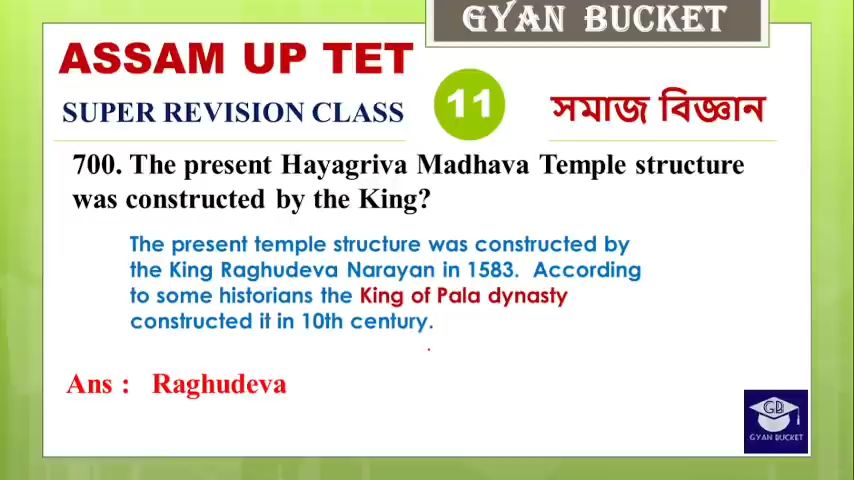 GYAN BUCKET
ASSAM UP TET
SUPER REVISION CLASS
11
সমাজ বিজ্ঞান
700. The present Hayagriva Madhava Temple structure
was constructed by the King?
The present temple structure was constructed by
the King Raghudeva Narayan in 1583. According
to some historians the King of Pala dynasty
constructed it in 10th century.
Ans : Raghudeva
GB
GYAN BUCKET